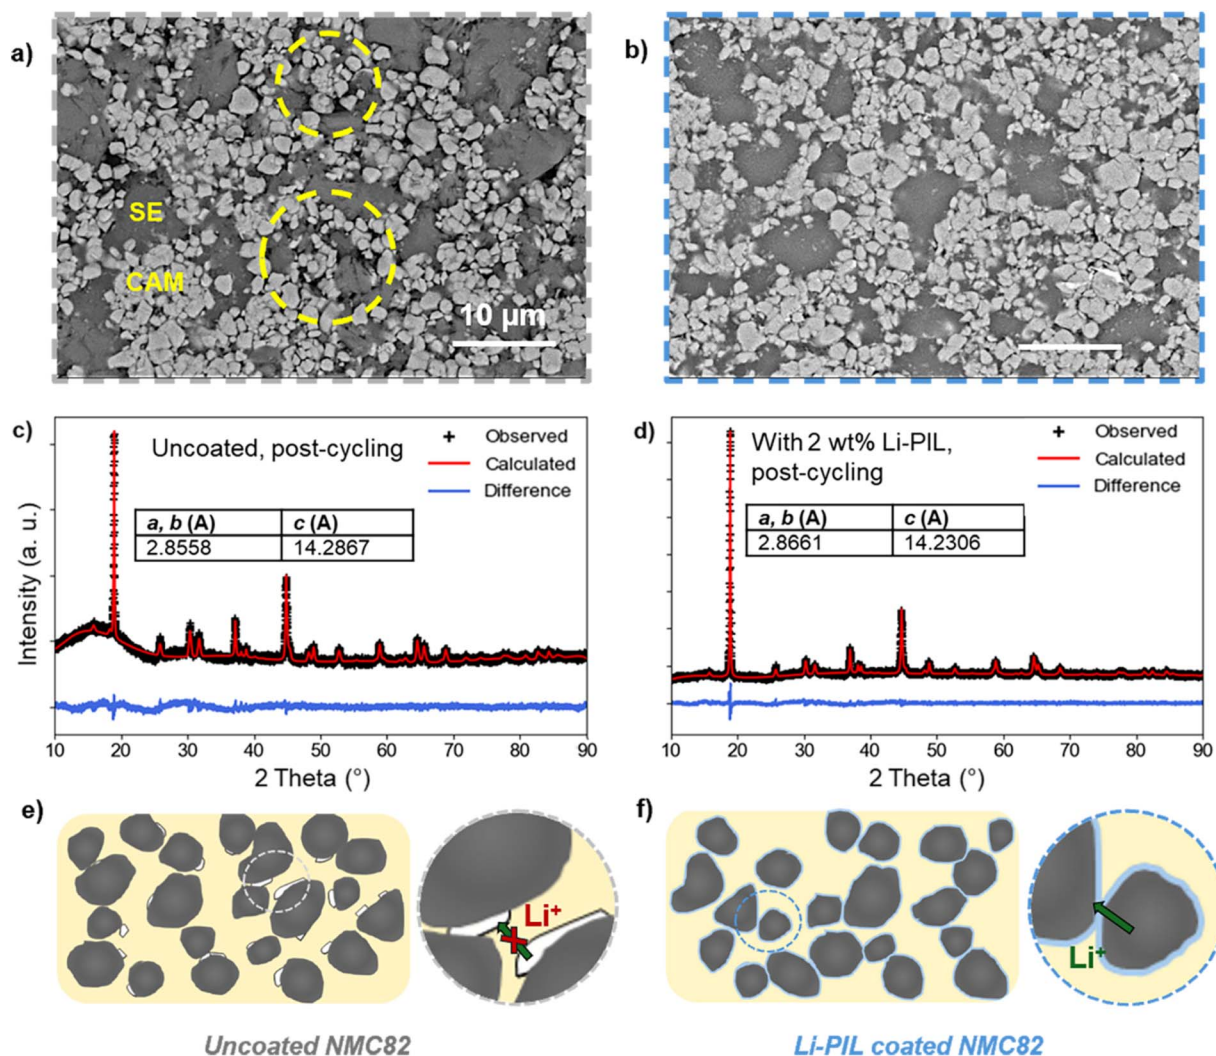 a)
SE
CAM
10 µm
b)
c)
Uncoated, post-cycling
Observed
Calculated
Difference
a, b (A) c (A)
2.8558 14.2867
Intensity (a. u.)
10 20 30 40 50 60 70 80 90
2 Theta (°)
d)
With 2 wt% Li-PIL,
post-cycling
Observed
Calculated
Difference
a, b (A) c (A)
2.8661 14.2306
10 20 30 40 50 60 70 80 90
2 Theta (°)
e)
Li+
Uncoated NMC82
f)
Li+
Li-PIL coated NMC82